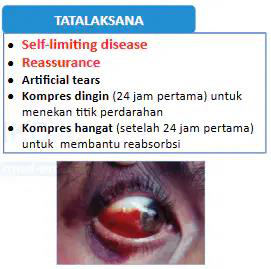 TATALAKSANA
• Self-limiting disease
• Reassurance
• Artificial tears
• Kompres dingin (24 jam pertama) untuk
menekan titik perdarahan
• Kompres hangat (setelah 24 jam pertama)
untuk membantu reabsorbsi